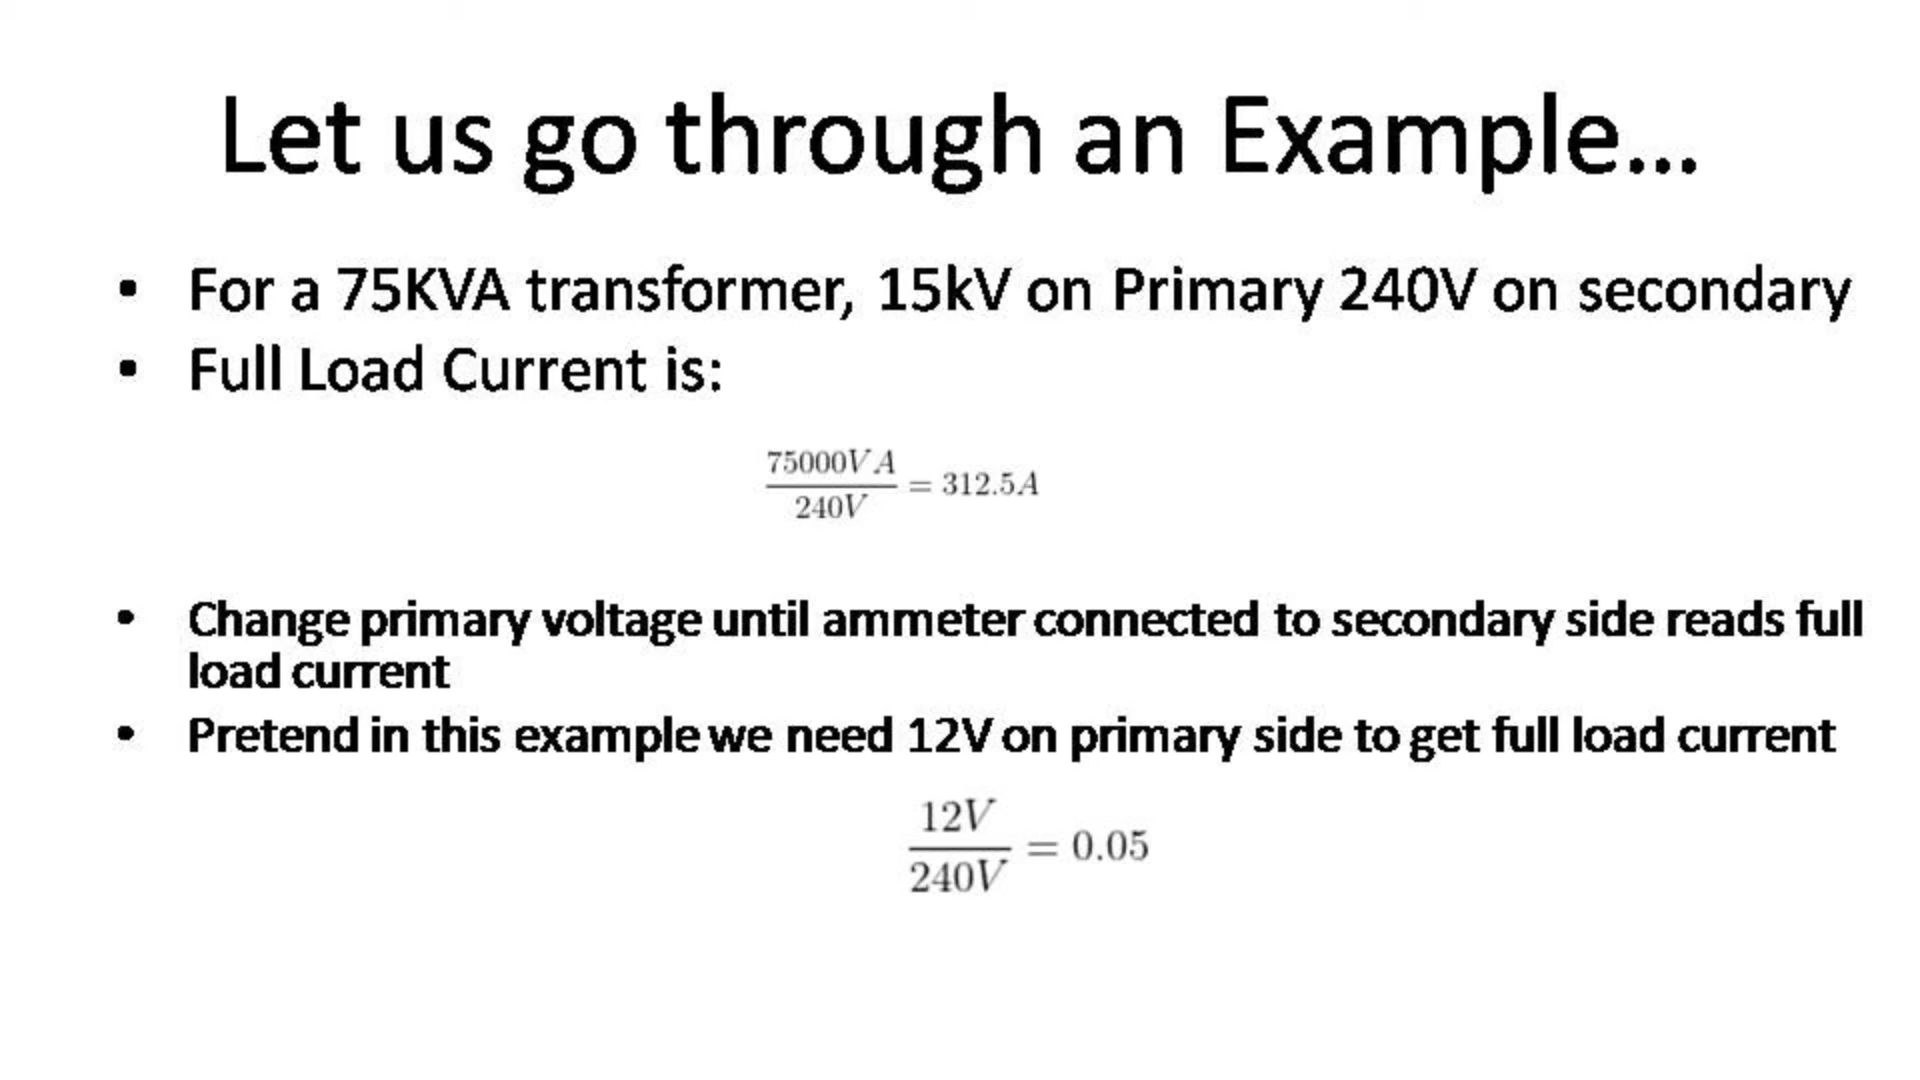 Let us go through an Example...
• For a 75KVA transformer, 15kV on Primary 240V on secondary
• Full Load Current is:
75000VA
240V
= 312.5A
• Change primary voltage until ammeter connected to secondary side reads full
load current
• Pretend in this example we need 12V on primary side to get full load current
12V
240V
= 0.05